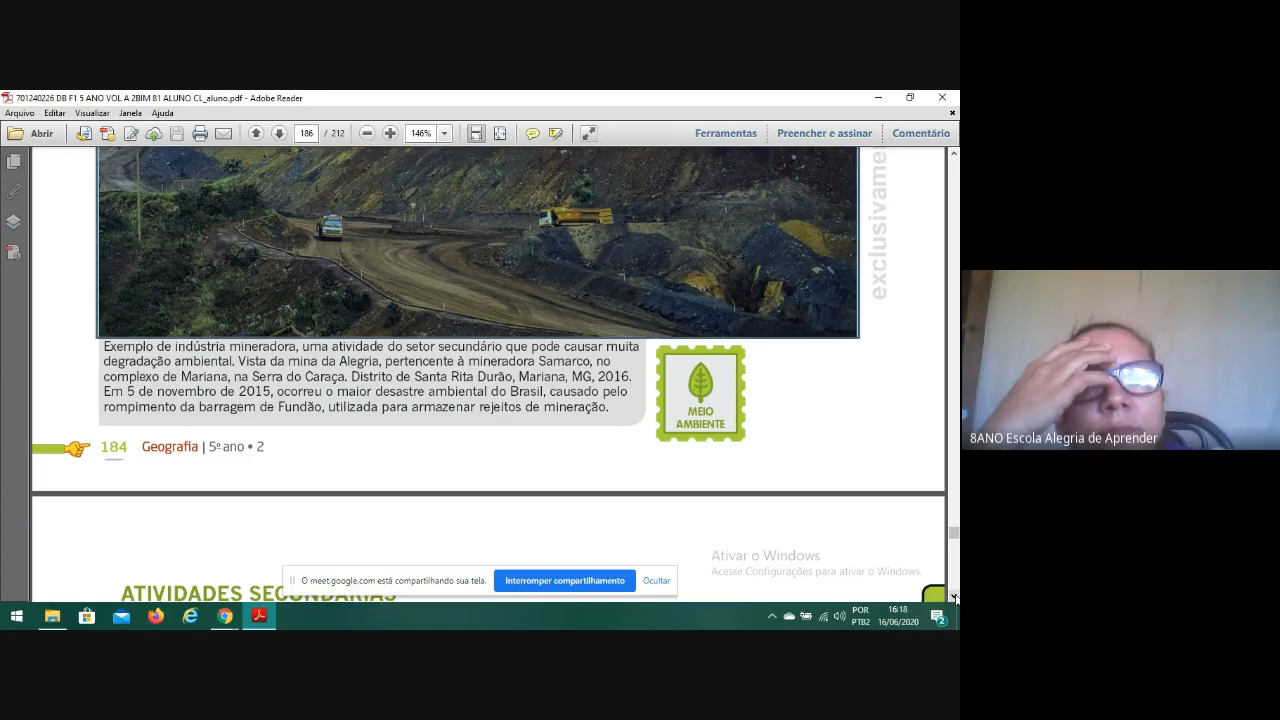 701240226 DB F1 5 ANO VOL A 2BIM 81 ALUNO CL_aluno.pdf - Adobe Reader
Arquivo Editar Visualizar Janela Ajuda
Abrir 186 / 212 146% Ferramentas Preencher e assinar Comentário
exclusivame
Exemplo de indústria mineradora, uma atividade do setor secundário que pode causar muita
degradação ambiental. Vista da mina da Alegria, pertencente à mineradora Samarco, no
complexo de Mariana, na Serra do Caraça. Distrito de Santa Rita Durão, Mariana, MG, 2016.
Em 5 de novembro de 2015, ocorreu o maior desastre ambiental do Brasil, causado pelo
rompimento da barragem de Fundão, utilizada para armazenar rejeitos de mineração.
MEIO
AMBIENTE
184 Geografia | 5º ano • 2
8ANO Escola Alegria de Aprender
Ativar o Windows
Acesse Configurações para ativar o Windows.
O meet.google.com está compartilhando sua tela. Interromper compartilhamento Ocultar
ATIVIDADES SECUNDÁRIAS
POR
PTB2
16:18
16/06/2020
2